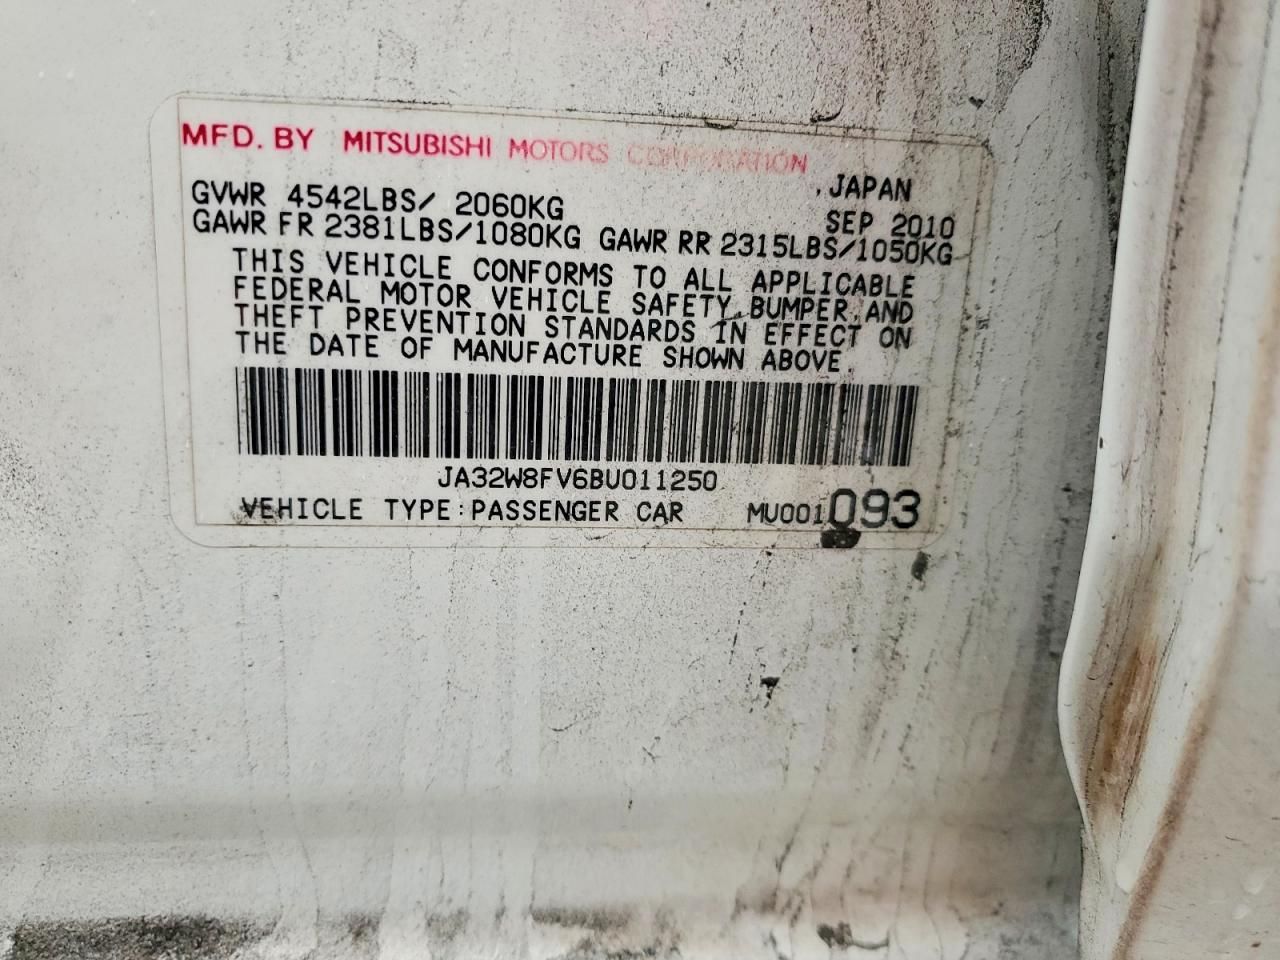 MFD. BY MITSUBISHI MOTORS CORPORATION
JAPAN
GVWR 4542LBS/ 2060KG SEP 2010
GAWR FR 2381LBS/1080KG GAWR RR 2315LBS/1050KG
THIS VEHICLE CONFORMS TO ALL APPLICABLE
FEDERAL MOTOR VEHICLE SAFETY, BUMPER, AND
THEFT PREVENTION STANDARDS IN EFFECT ON
THE DATE OF MANUFACTURE SHOWN ABOVE.
JA32W8FV6BU011250
VEHICLE TYPE:PASSENGER CAR MU001093